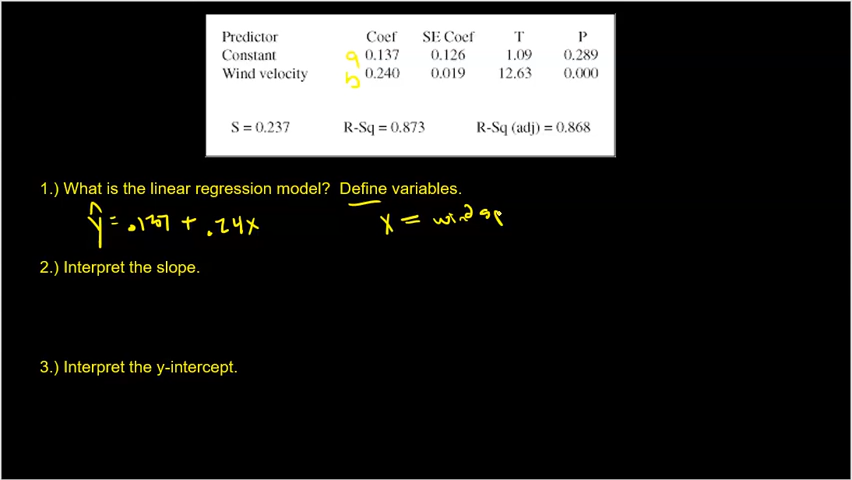 Predictor Coef SE Coef T P
Constant a 0.137 0.126 1.09 0.289
Wind velocity b 0.240 0.019 12.63 0.000
S = 0.237 R-Sq = 0.873 R-Sq (adj) = 0.868
1.) What is the linear regression model? Define variables.
ŷ = .137 + .24x x = wind sp
2.) Interpret the slope.
3.) Interpret the y-intercept.